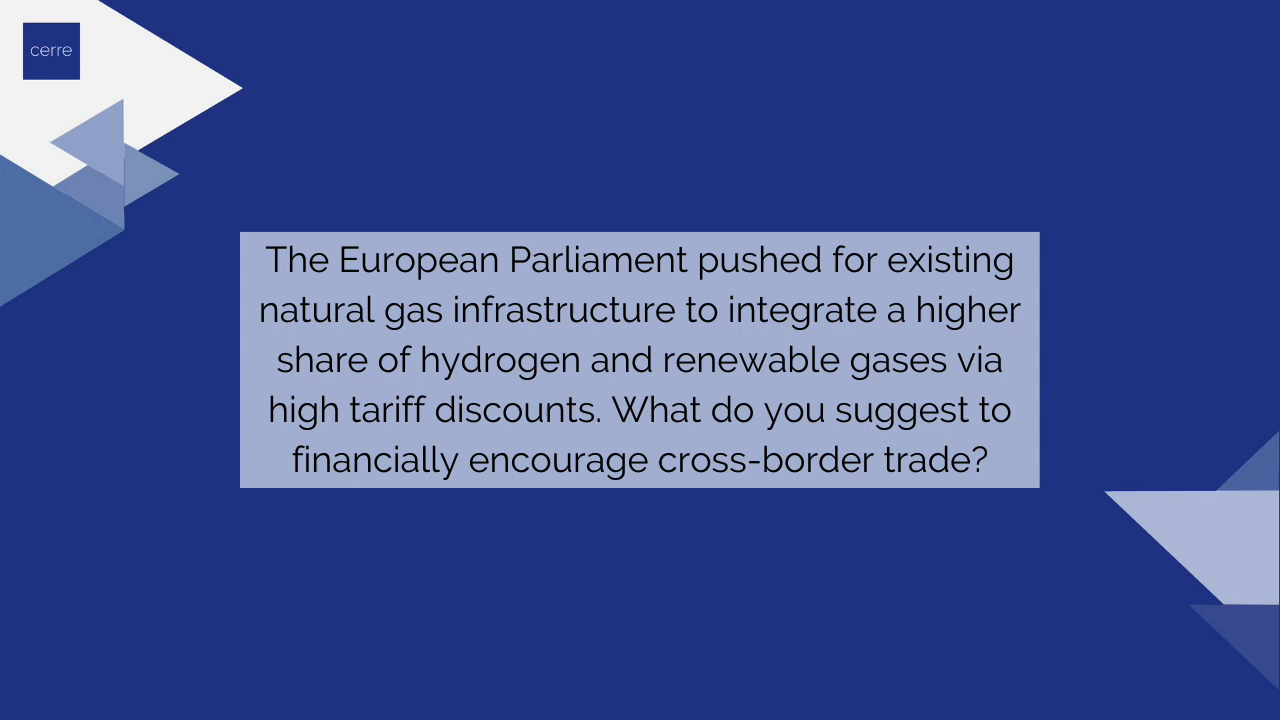 cerre
The European Parliament pushed for existing
natural gas infrastructure to integrate a higher
share of hydrogen and renewable gases via
high tariff discounts. What do you suggest to
financially encourage cross-border trade?